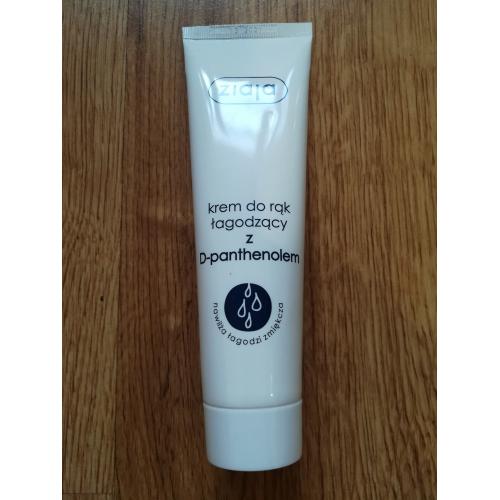 ziaja
krem do rąk
łagodzący
z
D-panthenolem
nawilża łagodzi zmiękcza